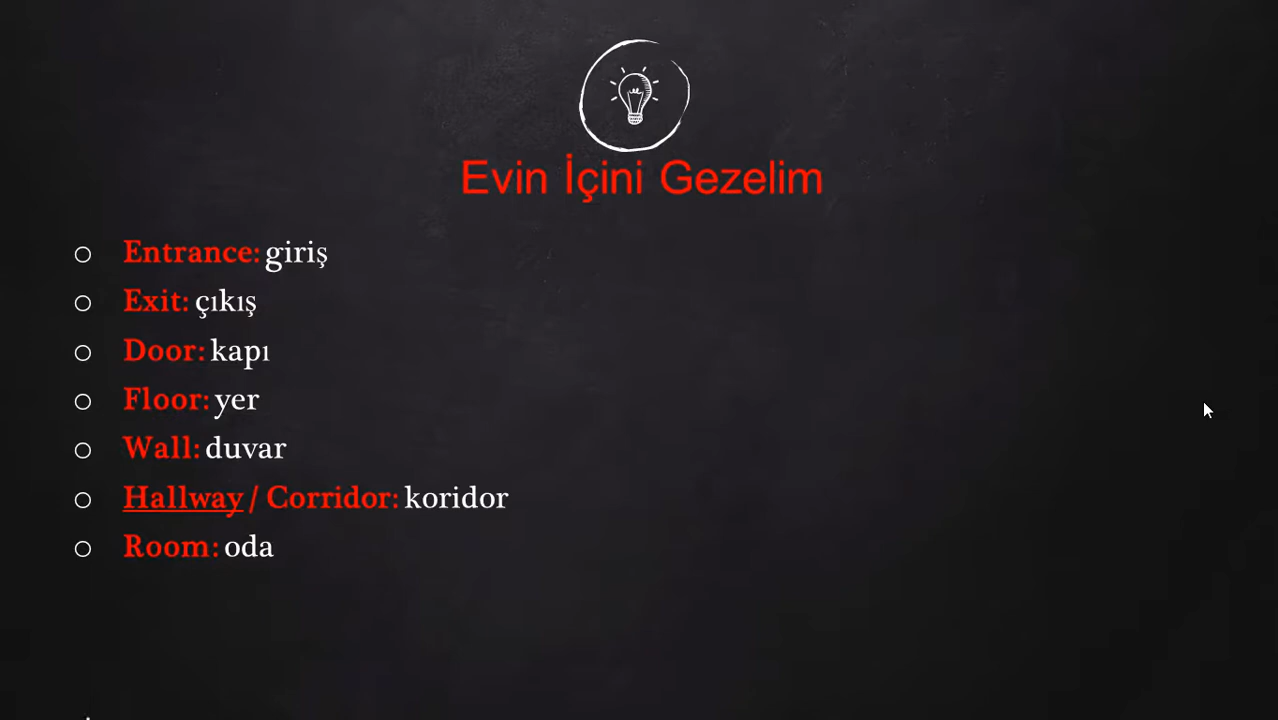 Evin İçini Gezelim
Entrance: giriş
Exit: çıkış
Door: kapı
Floor: yer
Wall: duvar
Hallway / Corridor: koridor
Room: oda